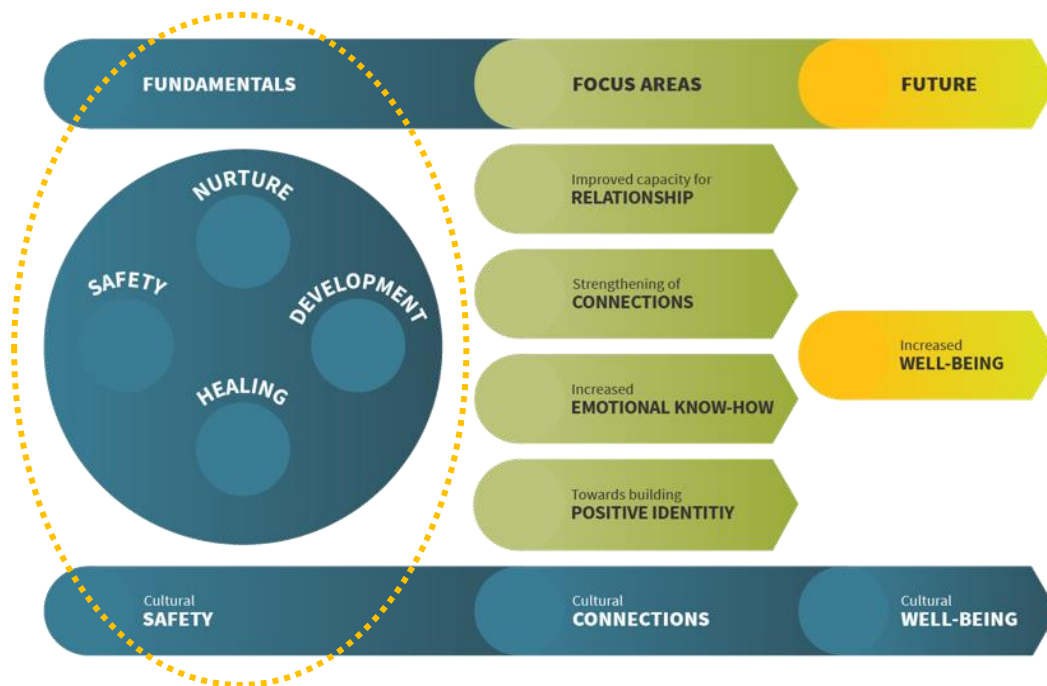 FUNDAMENTALS
FOCUS AREAS
FUTURE
NURTURE
SAFETY
DEVELOPMENT
HEALING
Improved capacity for
RELATIONSHIP
Strengthening of
CONNECTIONS
Increased
EMOTIONAL KNOW-HOW
Towards building
POSITIVE IDENTITIY
Increased
WELL-BEING
Cultural
SAFETY
Cultural
CONNECTIONS
Cultural
WELL-BEING